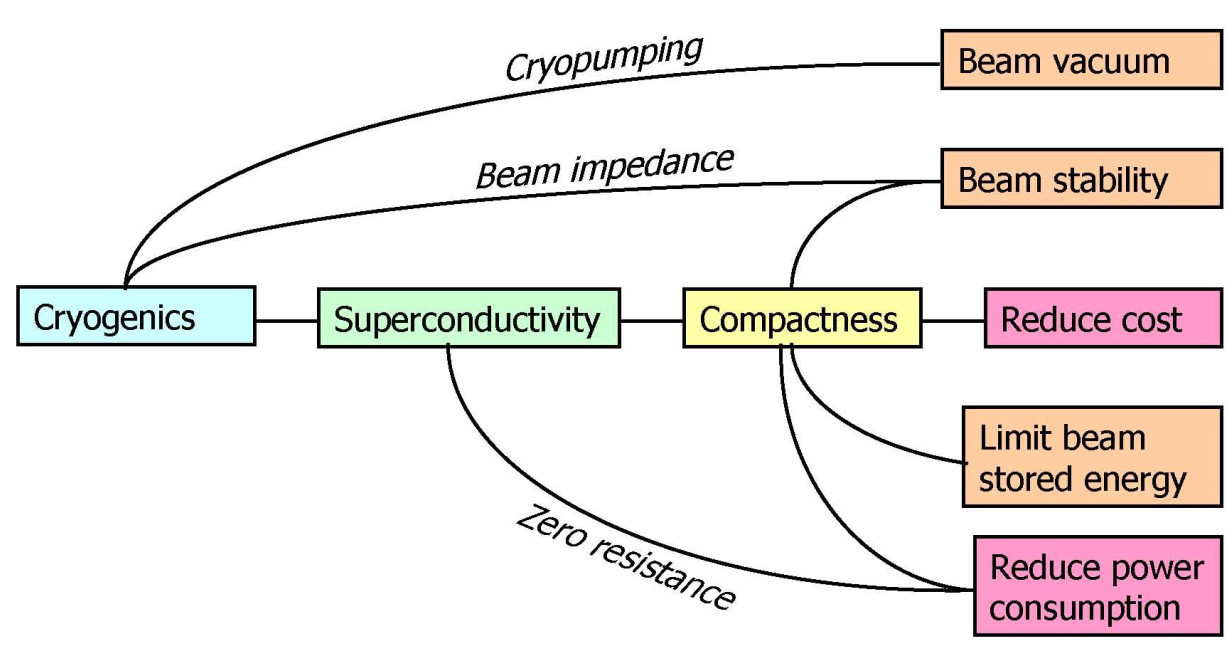 Cryopumping
Beam vacuum
Beam impedance
Beam stability
Cryogenics
Superconductivity
Compactness
Reduce cost
Limit beam
stored energy
Zero resistance
Reduce power
consumption